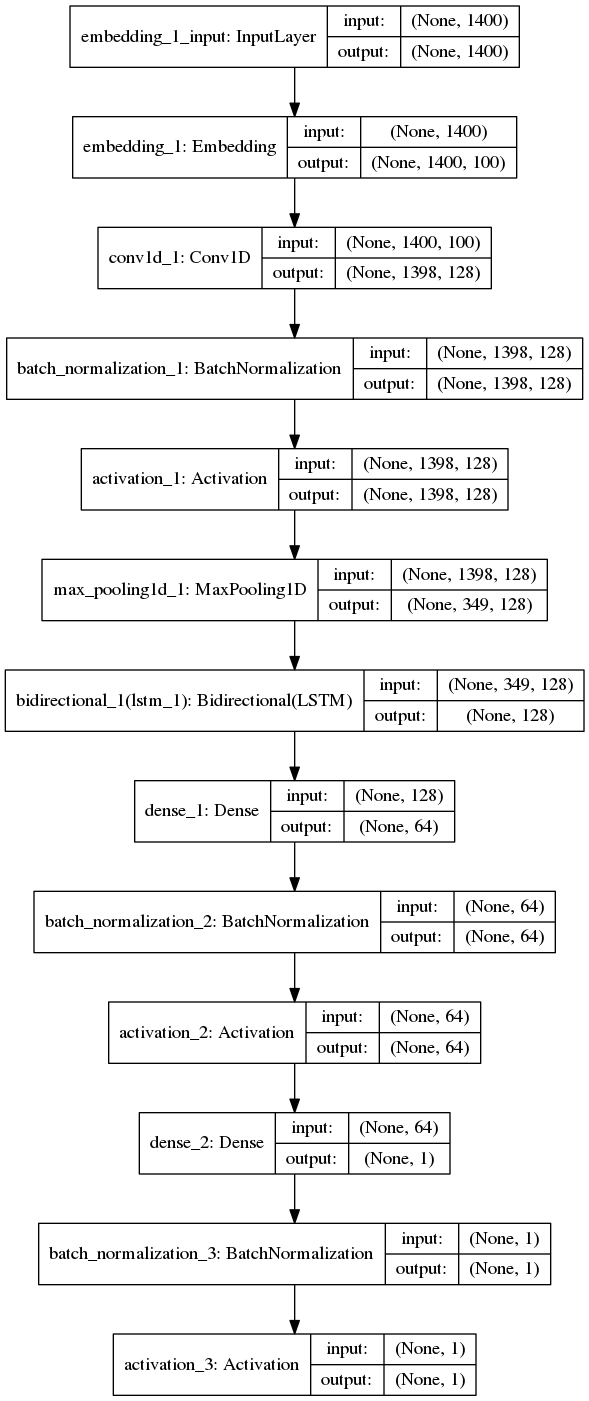 embedding_1_input: InputLayer
input: (None, 1400)
output: (None, 1400)
embedding_1: Embedding
input: (None, 1400)
output: (None, 1400, 100)
conv1d_1: Conv1D
input: (None, 1400, 100)
output: (None, 1398, 128)
batch_normalization_1: BatchNormalization
input: (None, 1398, 128)
output: (None, 1398, 128)
activation_1: Activation
input: (None, 1398, 128)
output: (None, 1398, 128)
max_pooling1d_1: MaxPooling1D
input: (None, 1398, 128)
output: (None, 349, 128)
bidirectional_1(lstm_1): Bidirectional(LSTM)
input: (None, 349, 128)
output: (None, 128)
dense_1: Dense
input: (None, 128)
output: (None, 64)
batch_normalization_2: BatchNormalization
input: (None, 64)
output: (None, 64)
activation_2: Activation
input: (None, 64)
output: (None, 64)
dense_2: Dense
input: (None, 64)
output: (None, 1)
batch_normalization_3: BatchNormalization
input: (None, 1)
output: (None, 1)
activation_3: Activation
input: (None, 1)
output: (None, 1)